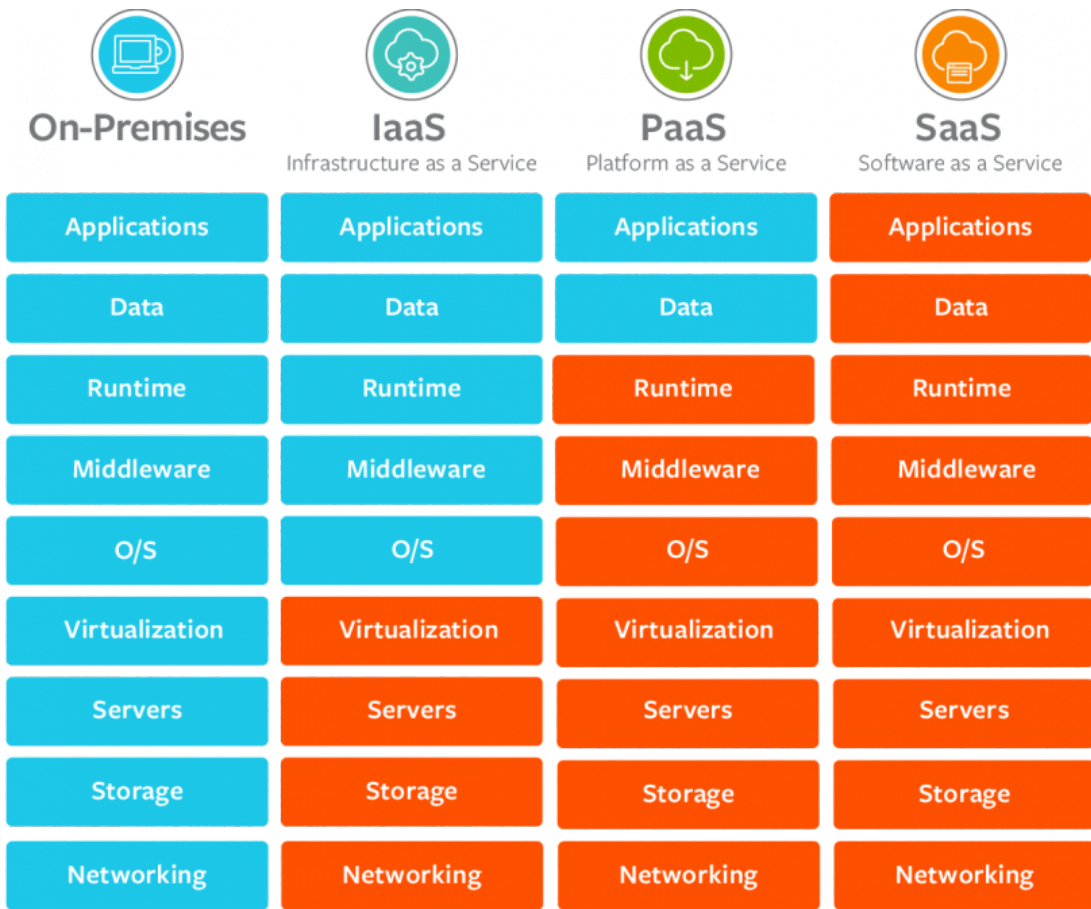 On-Premises
IaaS
Infrastructure as a Service
PaaS
Platform as a Service
SaaS
Software as a Service
Applications
Applications
Applications
Applications
Data
Data
Data
Data
Runtime
Runtime
Runtime
Runtime
Middleware
Middleware
Middleware
Middleware
O/S
O/S
O/S
O/S
Virtualization
Virtualization
Virtualization
Virtualization
Servers
Servers
Servers
Servers
Storage
Storage
Storage
Storage
Networking
Networking
Networking
Networking